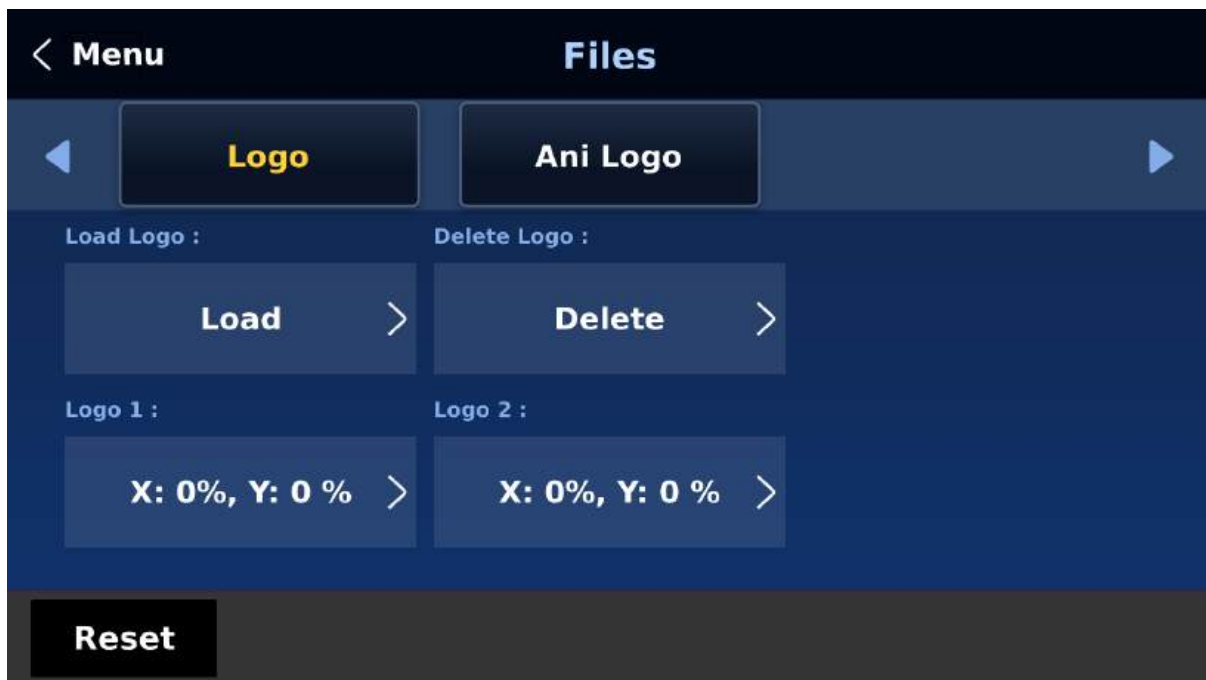 Menu
Files
Logo
Ani Logo
Load Logo :
Delete Logo :
Load
Delete
Logo 1 :
Logo 2 :
X: 0%, Y: 0 %
X: 0%, Y: 0 %
Reset